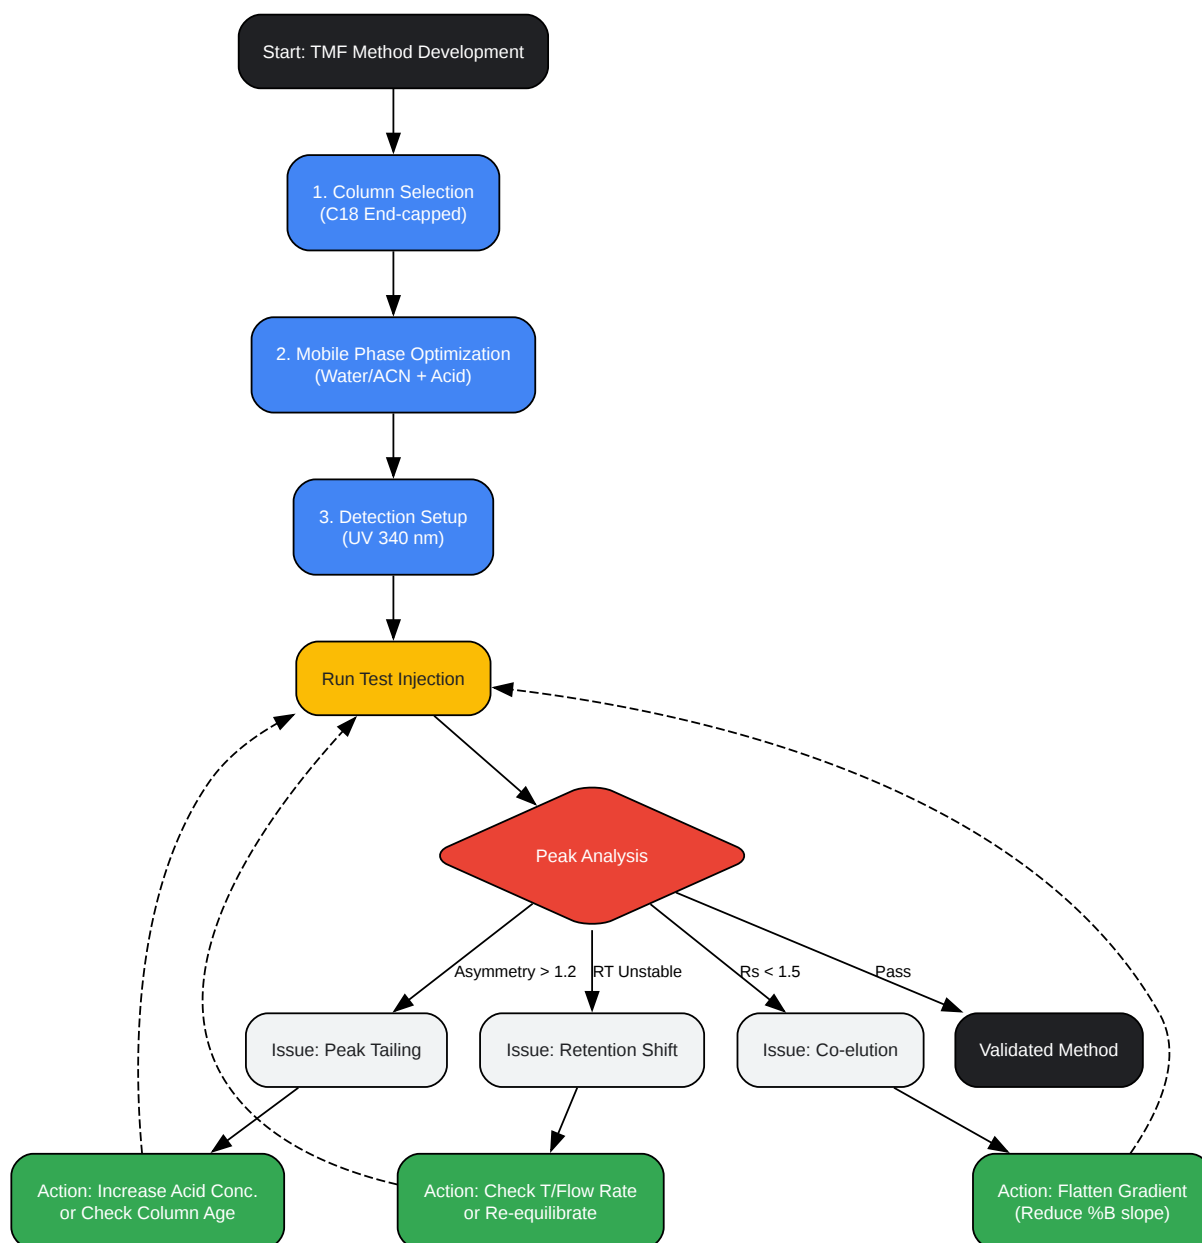 Start: TMF Method Development
1. Column Selection
(C18 End-capped)
2. Mobile Phase Optimization
(Water/ACN + Acid)
3. Detection Setup
(UV 340 nm)
Run Test Injection
Peak Analysis
Asymmetry > 1.2
RT Unstable
Rs < 1.5
Pass
Issue: Peak Tailing
Issue: Retention Shift
Issue: Co-elution
Validated Method
Action: Increase Acid Conc.
or Check Column Age
Action: Check T/Flow Rate
or Re-equilibrate
Action: Flatten Gradient
(Reduce %B slope)